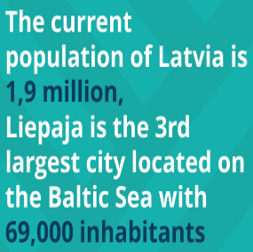 The current
population of Latvia is
1,9 million,
Liepaja is the 3rd
largest city located on
the Baltic Sea with
69,000 inhabitants